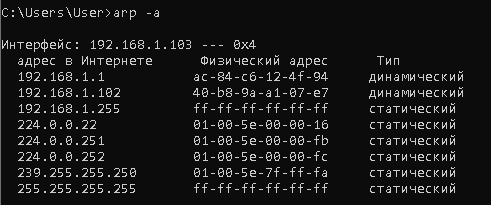 C:\Users\User>arp -a
Интерфейс: 192.168.1.103 --- 0x4
адрес в Интернете Физический адрес Тип
192.168.1.1 ac-84-c6-12-4f-94 динамический
192.168.1.102 40-b8-9a-a1-07-e7 динамический
192.168.1.255 ff-ff-ff-ff-ff-ff статический
224.0.0.22 01-00-5e-00-00-16 статический
224.0.0.251 01-00-5e-00-00-fb статический
224.0.0.252 01-00-5e-00-00-fc статический
239.255.255.250 01-00-5e-7f-ff-fa статический
255.255.255.255 ff-ff-ff-ff-ff-ff статический